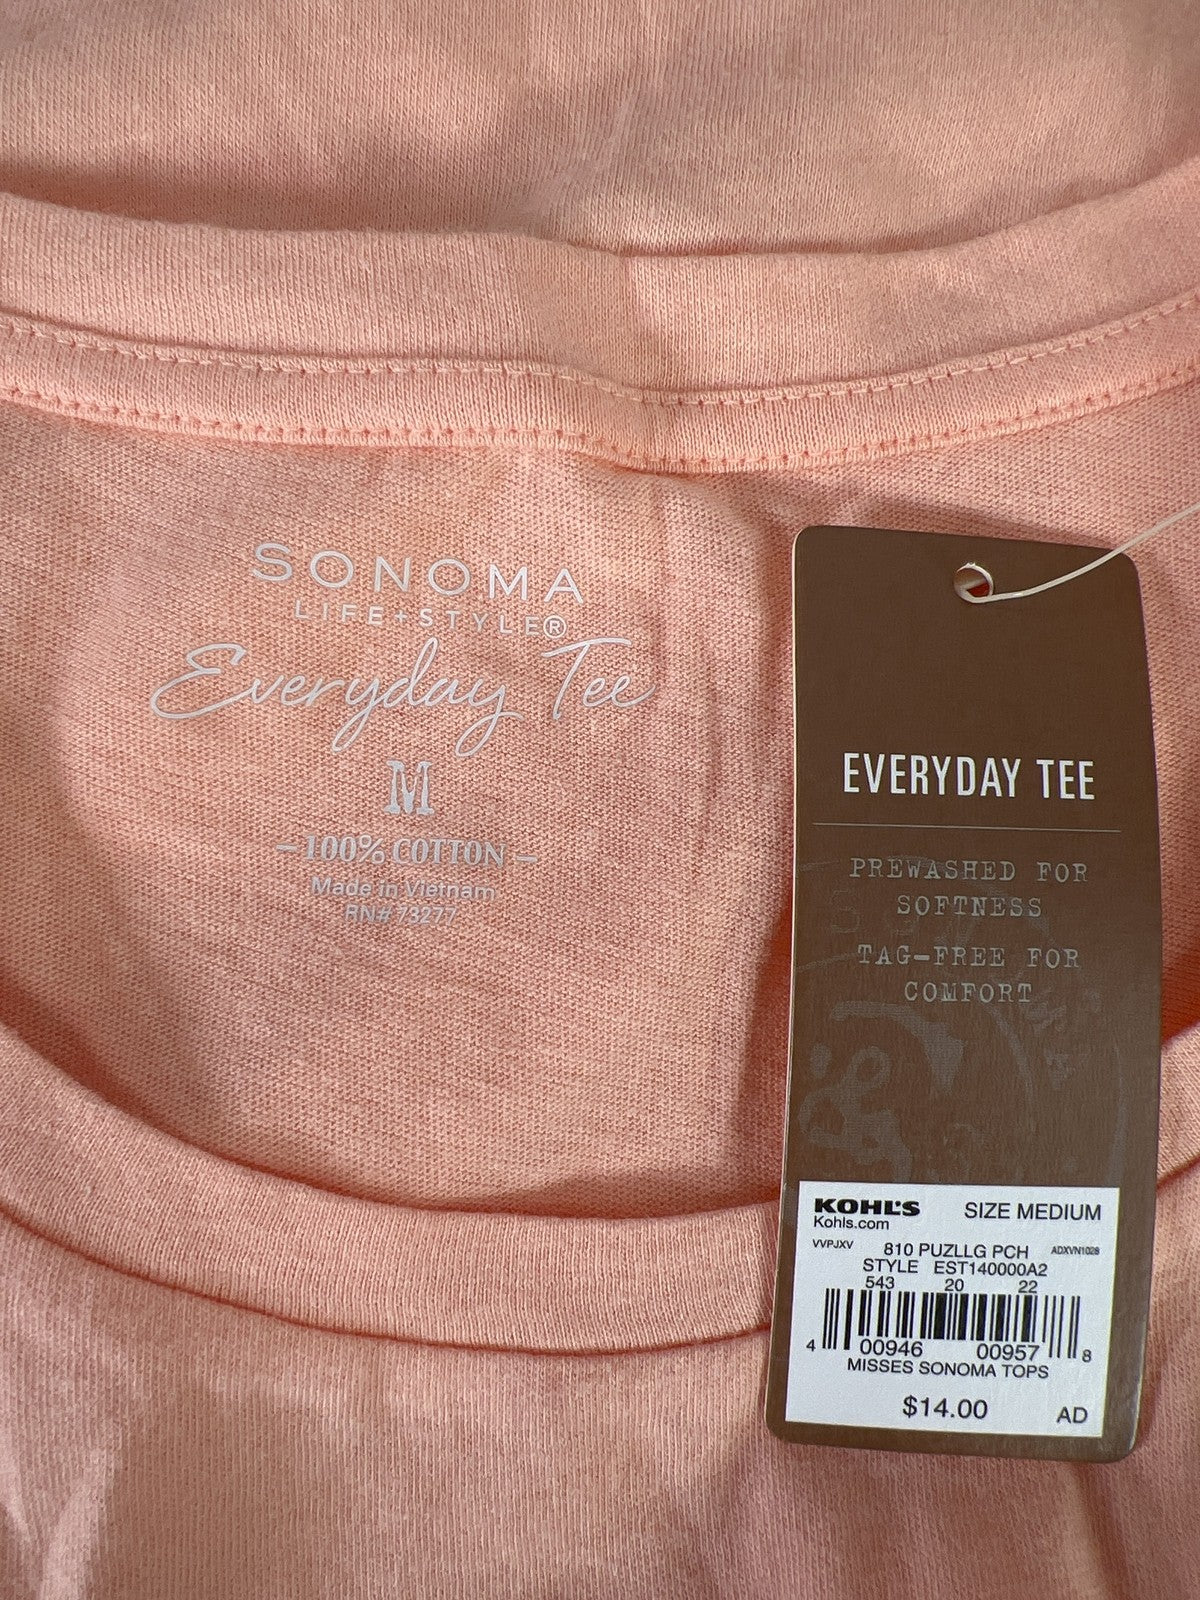 SONOMA
LIFE+STYLE®
Everyday Tee
M
- 100% COTTON -
Made in Vietnam
RN# 73277
EVERYDAY TEE
PREWASHED FOR
SOFTNESS
TAG-FREE FOR
COMFORT
KOHL'S SIZE MEDIUM
Kohls.com
VVPJXV 810 PUZLLG PCH ADXVN1028
STYLE EST140000A2
543 20 22
4 00946 00957 8
MISSES SONOMA TOPS
$14.00 AD